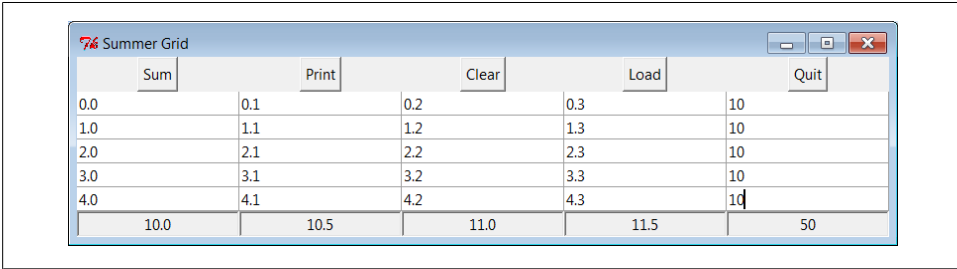 Summer Grid
Sum Print Clear Load Quit
0.0 0.1 0.2 0.3 10
1.0 1.1 1.2 1.3 10
2.0 2.1 2.2 2.3 10
3.0 3.1 3.2 3.3 10
4.0 4.1 4.2 4.3 10
10.0 10.5 11.0 11.5 50